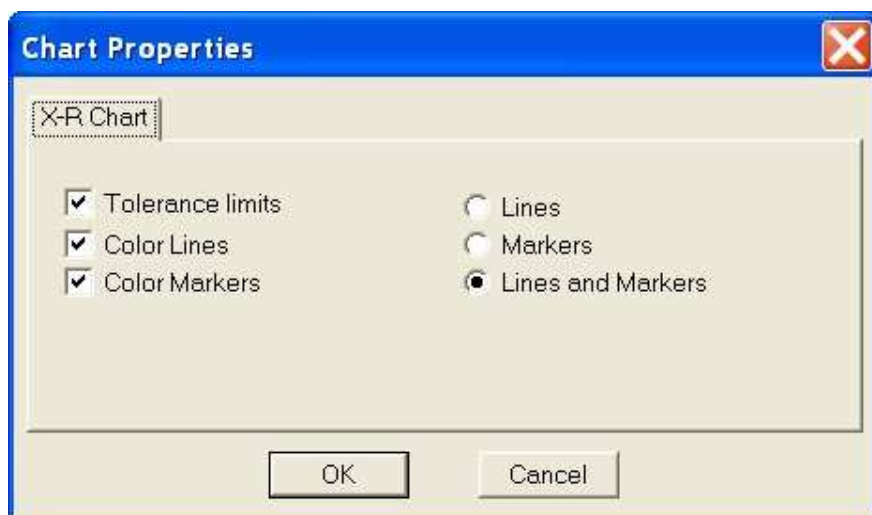 Chart Properties
X-R Chart
Tolerance limits
Color Lines
Color Markers
Lines
Markers
Lines and Markers
OK
Cancel